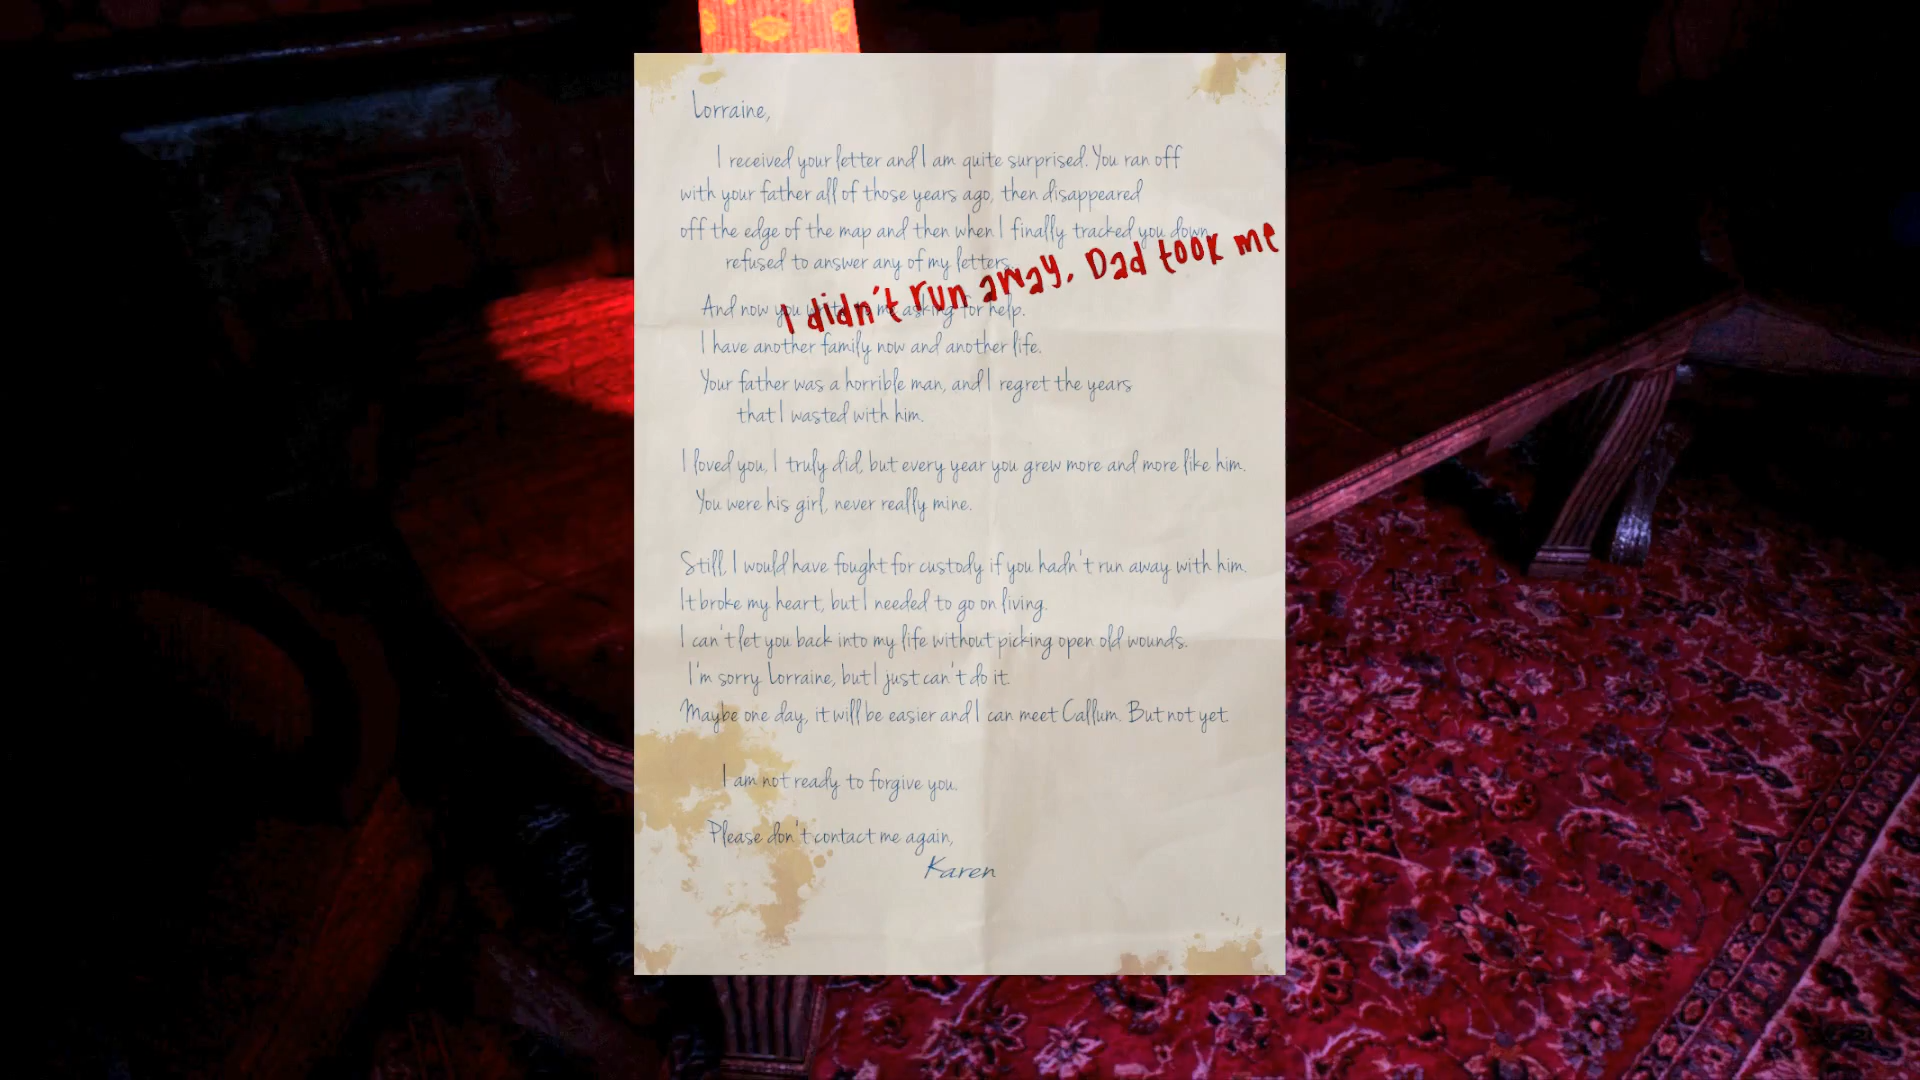 Lorraine,
I received your letter and I am quite surprised. You ran off
with your father all of those years ago, then disappeared
off the edge of the map and then when I finally tracked you down
refused to answer any of my letters.
I didn't run away, Dad took me
And now you write to me asking for help.
I have another family now and another life.
Your father was a horrible man, and I regret the years
that I wasted with him.
I loved you, I truly did, but every year you grew more and more like him.
You were his girl, never really mine.
Still, I would have fought for custody if you hadn't run away with him.
It broke my heart, but I needed to go on living.
I can't let you back into my life without picking open old wounds.
I'm sorry Lorraine, but I just can't do it.
Maybe one day, it will be easier and I can meet Callum. But not yet.
I am not ready to forgive you.
Please don't contact me again,
Karen